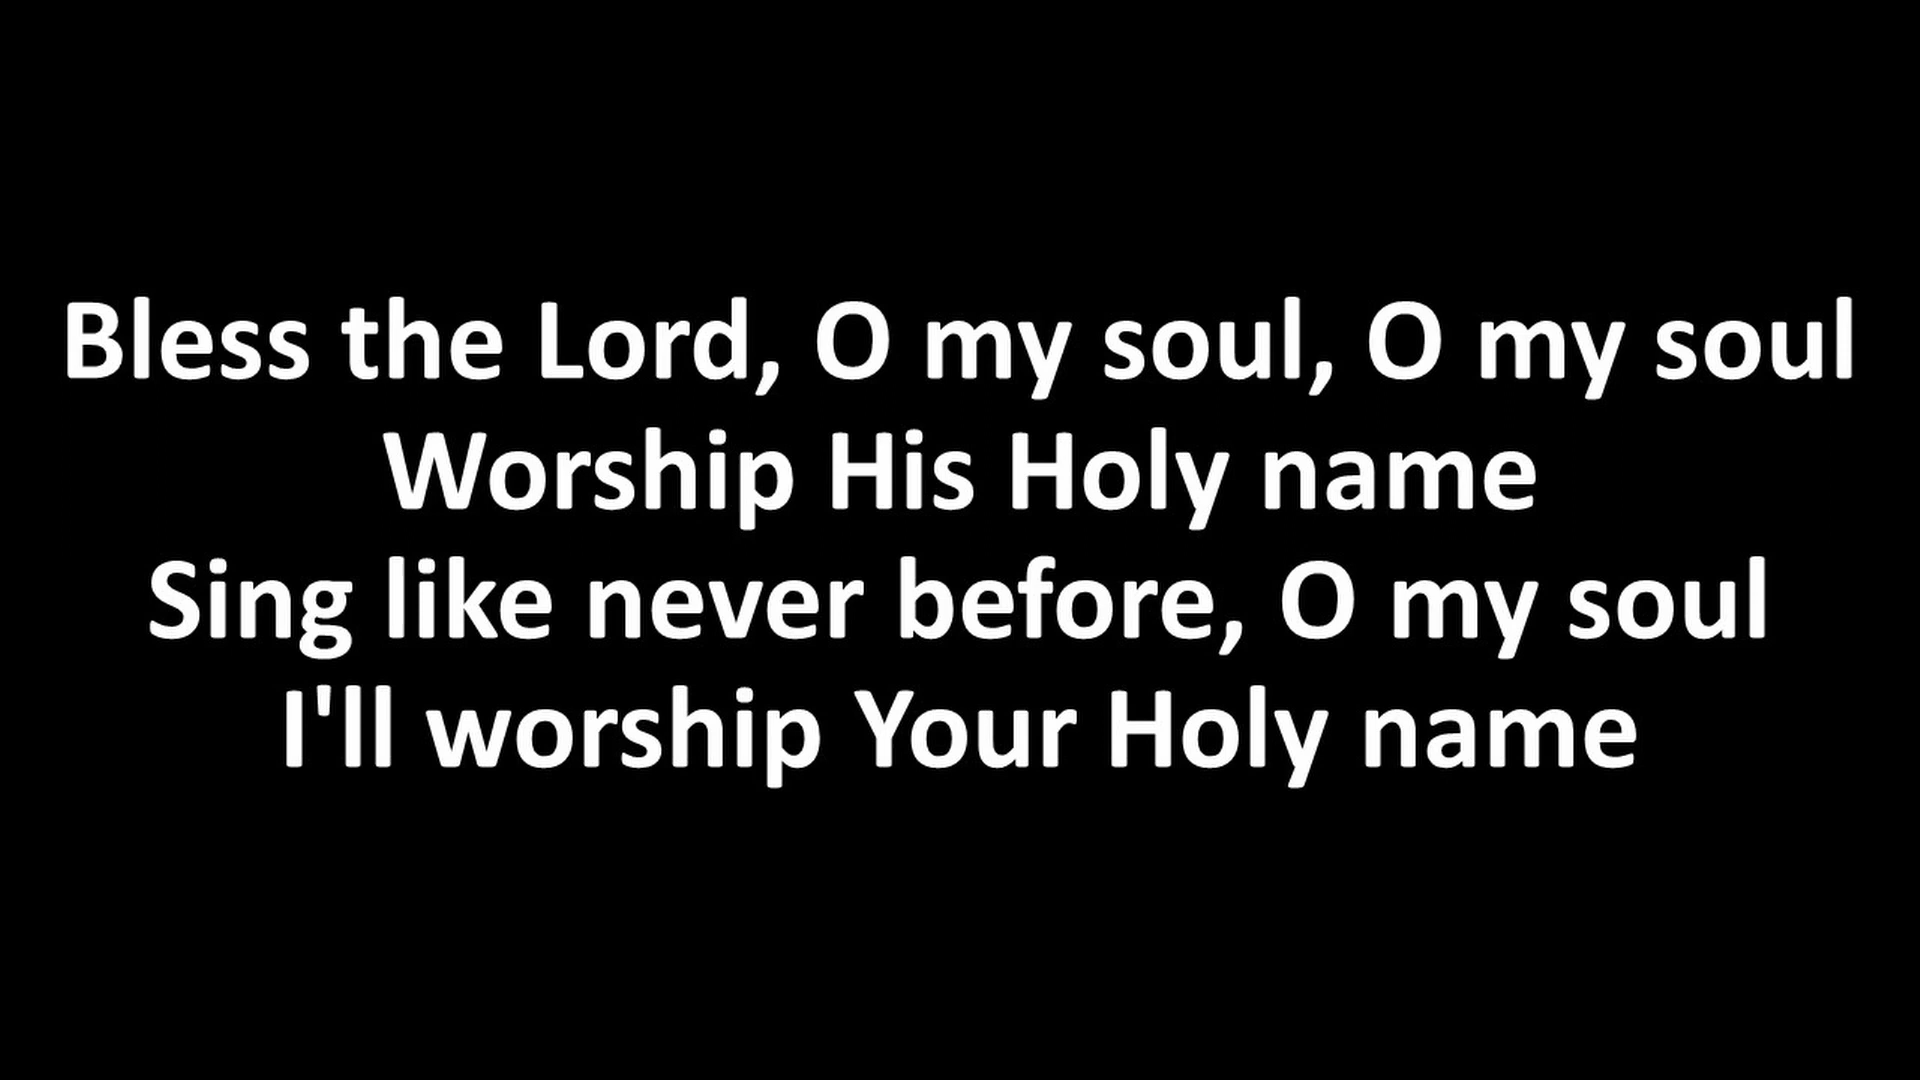 Bless the Lord, O my soul, O my soul
Worship His Holy name
Sing like never before, O my soul
I'll worship Your Holy name